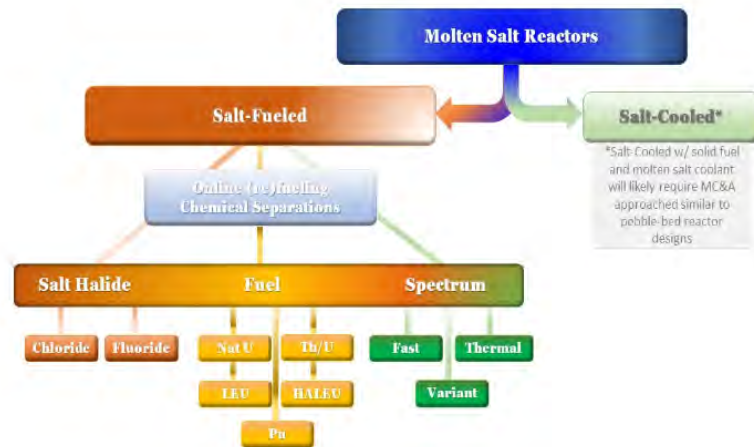 Molten Salt Reactors
Salt-Fueled
Salt-Cooled*
*Salt-Cooled w/ solid fuel
and molten salt coolant
will likely require MC&A
approached similar to
pebble-bed reactor
designs
Online (re)fueling
Chemical Separations
Salt Halide
Fuel
Spectrum
Chloride
Fluoride
Nat U
Th/U
Fast
Thermal
LEU
HALEU
Variant
Pu